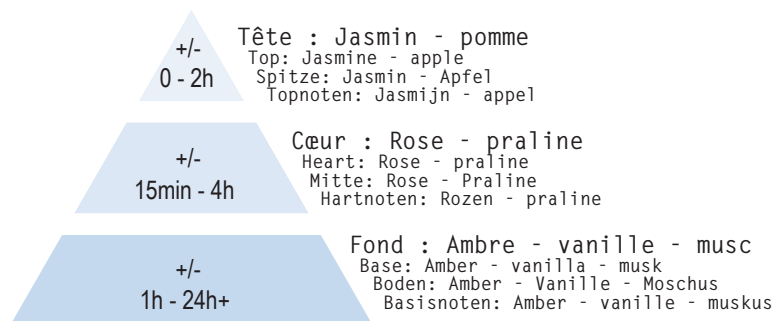 +/-
0 - 2h
Tête : Jasmin - pomme
Top: Jasmine - apple
Spitze: Jasmin - Apfel
Topnoten: Jasmijn - appel
+/-
15min - 4h
Cœur : Rose - praline
Heart: Rose - praline
Mitte: Rose - Praline
Hartnoten: Rozen - praline
+/-
1h - 24h+
Fond : Ambre - vanille - musc
Base: Amber - vanilla - musk
Boden: Amber - Vanille - Moschus
Basisnoten: Amber - vanille - muskus